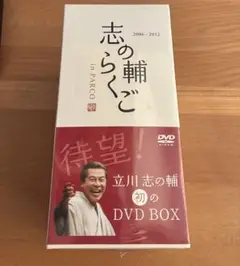 2006-2012
志の輔
らくご
in PARCO
待望!
DVD
VIDEO
立川 志の輔
初の
DVD BOX